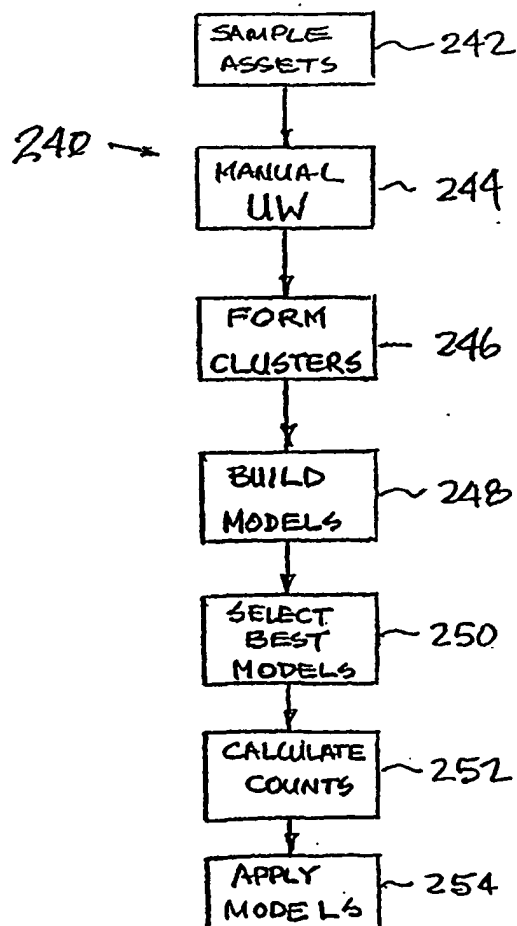 SAMPLE
ASSETS
242
240
MANUAL
UW
244
FORM
CLUSTERS
246
BUILD
MODELS
248
SELECT
BEST
MODELS
250
CALCULATE
COUNTS
252
APPLY
MODELS
254